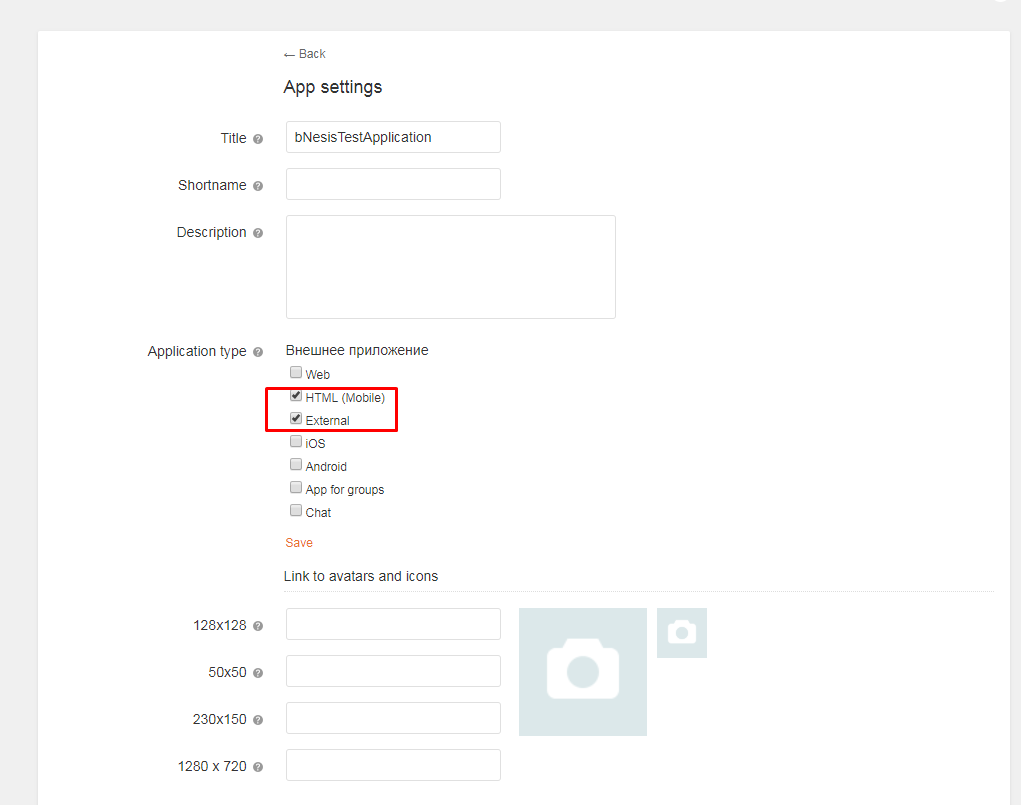 ← Back
App settings
Title ?
bNesisTestApplication
Shortname ?
Description ?
Application type ?
Внешнее приложение
Web
HTML (Mobile)
External
iOS
Android
App for groups
Chat
Save
Link to avatars and icons
128x128 ?
50x50 ?
230x150 ?
1280 x 720 ?